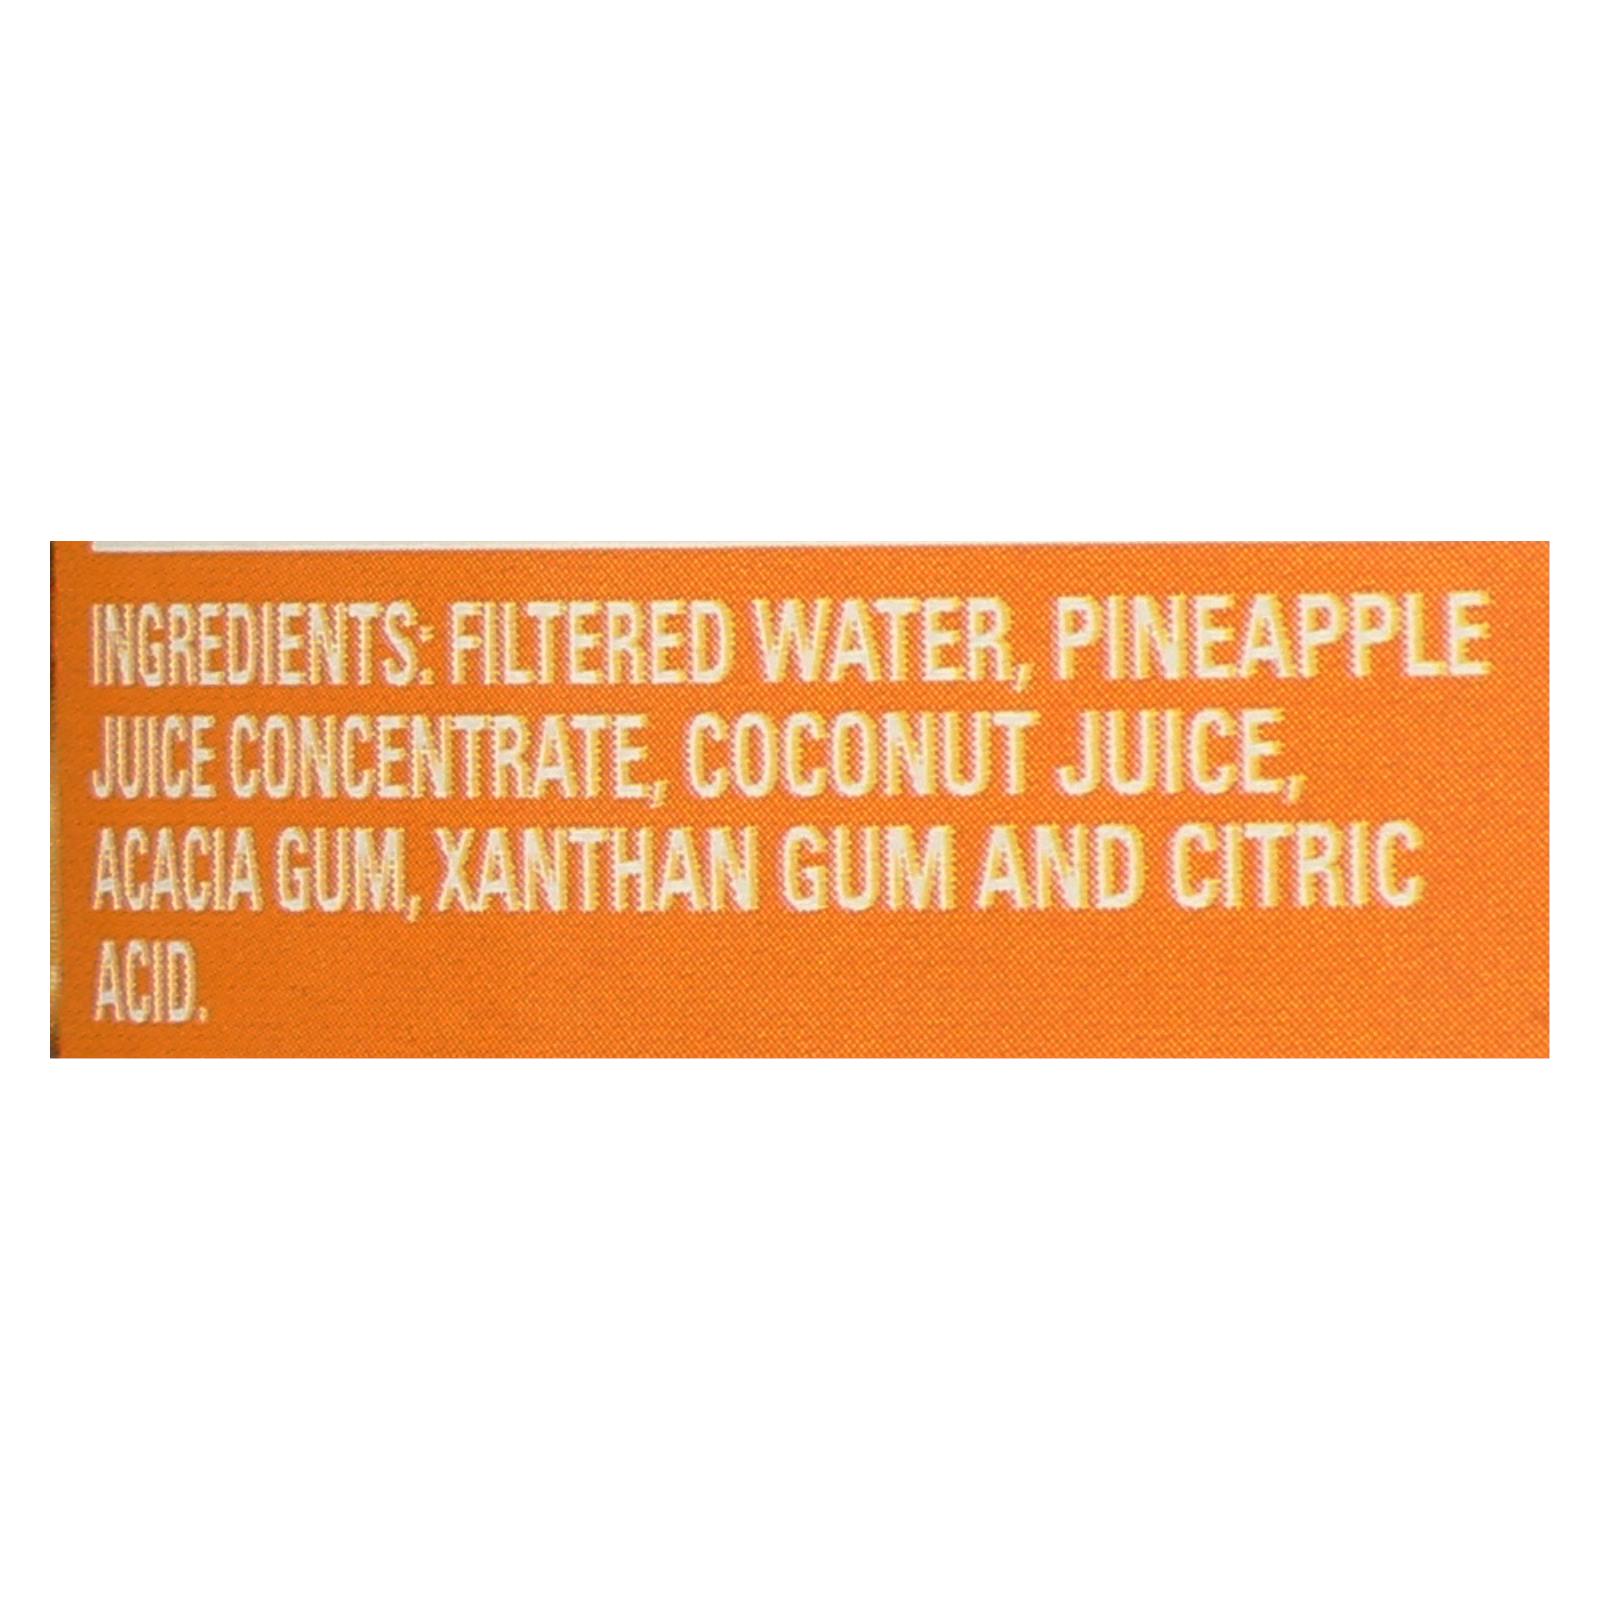 INGREDIENTS: FILTERED WATER, PINEAPPLE
JUICE CONCENTRATE, COCONUT JUICE,
ACACIA GUM, XANTHAN GUM AND CITRIC
ACID.